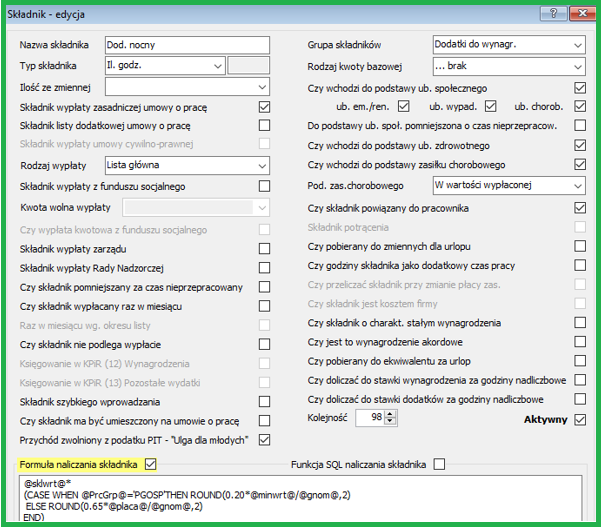 Składnik - edycja
Nazwa składnika Dod. nocny
Typ składnika Il. godz.
Ilość ze zmiennej
Składnik wypłaty zasadniczej umowy o pracę
Składnik listy dodatkowej umowy o pracę
Składnik wypłaty umowy cywilno-prawnej
Rodzaj wypłaty Lista główna
Składnik wypłaty z funduszu socjalnego
Kwota wolna wypłaty
Czy wypłata kwotowa z funduszu socjalnego
Składnik wypłaty zarządu
Składnik wypłaty Rady Nadzorczej
Czy składnik pomniejszany za czas nieprzepracowany
Czy składnik wypłacany raz w miesiącu
Raz w miesiącu wg. okresu listy
Czy składnik nie podlega wypłacie
Księgowanie w KPiR (12) Wynagrodzenia
Księgowanie w KPiR (13) Pozostałe wydatki
Składnik szybkiego wprowadzania
Czy składnik ma być umieszczony na umowie o pracę
Przychód zwolniony z podatku PIT - "Ulga dla młodych"
Grupa składników Dodatki do wynagr.
Rodzaj kwoty bazowej ... brak
Czy wchodzi do podstawy ub. społecznego
ub. em./ren. ub. wypad. ub. chorob.
Do podstawy ub. społ. pomniejszona o czas nieprzepracow.
Czy wchodzi do podstawy ub. zdrowotnego
Czy wchodzi do podstawy zasiłku chorobowego
Pod. zas.chorobowego W wartości wypłaconej
Czy składnik powiązany do pracownika
Składnik potrącenia
Czy pobierany do zmiennych dla urlopu
Czy godziny składnika jako dodatkowy czas pracy
Czy przeliczać składnik przy zmianie płacy zas.
Czy składnik jest kosztem firmy
Czy składnik o charakt. stałym wynagrodzenia
Czy jest to wynagrodzenie akordowe
Czy pobierany do ekwiwalentu za urlop
Czy doliczać do stawki wynagrodzenia za godziny nadliczbowe
Czy doliczać do stawki dodatków za godziny nadliczbowe
Kolejność 98 Aktywny
Formuła naliczania składnika Funkcja SQL naliczania składnika
@sklwrt@*
(CASE WHEN @PrcGrp@='PGOSP'THEN ROUND(0.20*@minwrt@/@gnom@,2)
ELSE ROUND(0.65*@placa@/@gnom@,2)
END)